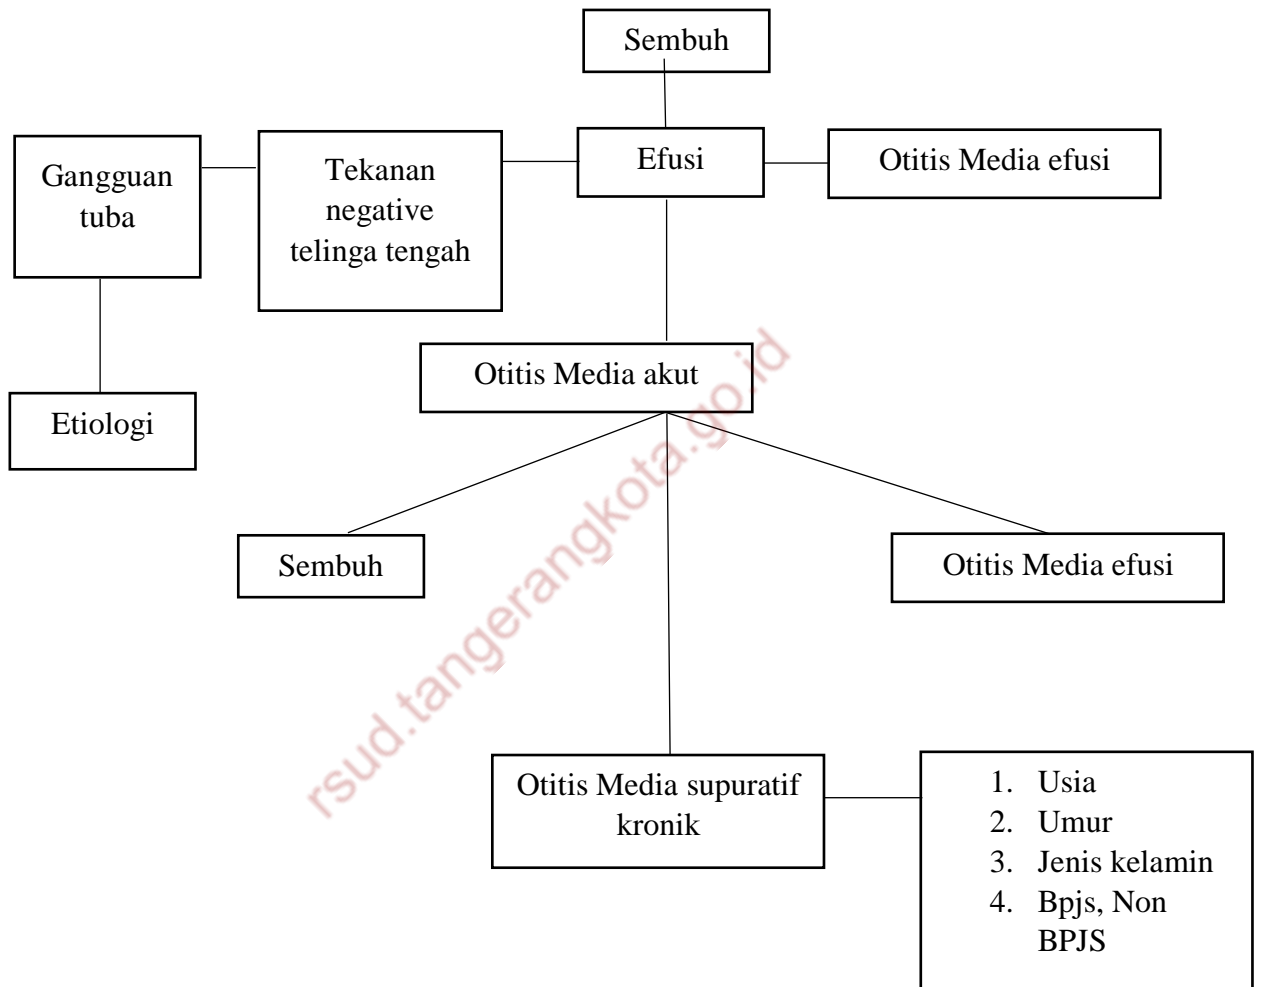 Sembuh
Gangguan
tuba
Tekanan
negative
telinga tengah
Efusi
Otitis Media efusi
Otitis Media akut
Etiologi
Sembuh
Otitis Media efusi
rsud.tangerangkota.go.id
Otitis Media supuratif
kronik
1. Usia
2. Umur
3. Jenis kelamin
4. Bpjs, Non
BPJS